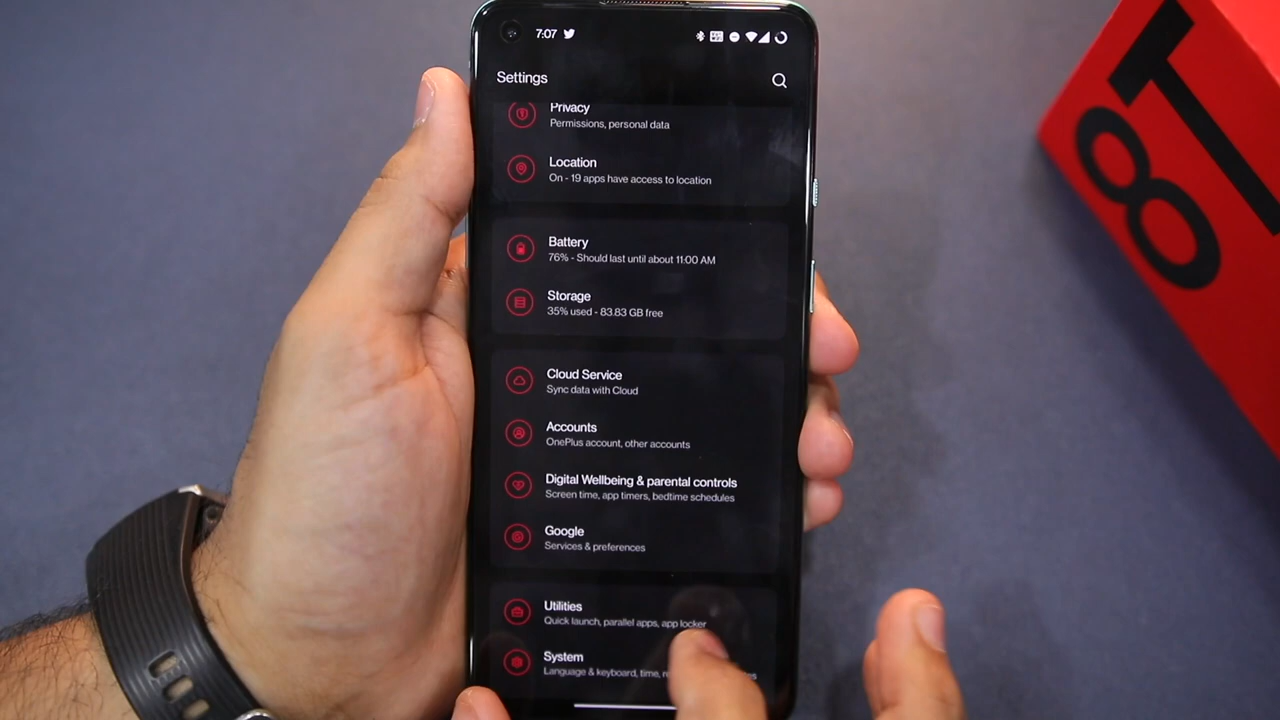 7:07
Settings
Privacy
Permissions, personal data
Location
On - 19 apps have access to location
Battery
76% - Should last until about 11:00 AM
Storage
35% used - 83.83 GB free
Cloud Service
Sync data with Cloud
Accounts
OnePlus account, other accounts
Digital Wellbeing & parental controls
Screen time, app timers, bedtime schedules
Google
Services & preferences
Utilities
Quick launch, parallel apps, app locker
System
Language & keyboard, time,
8T